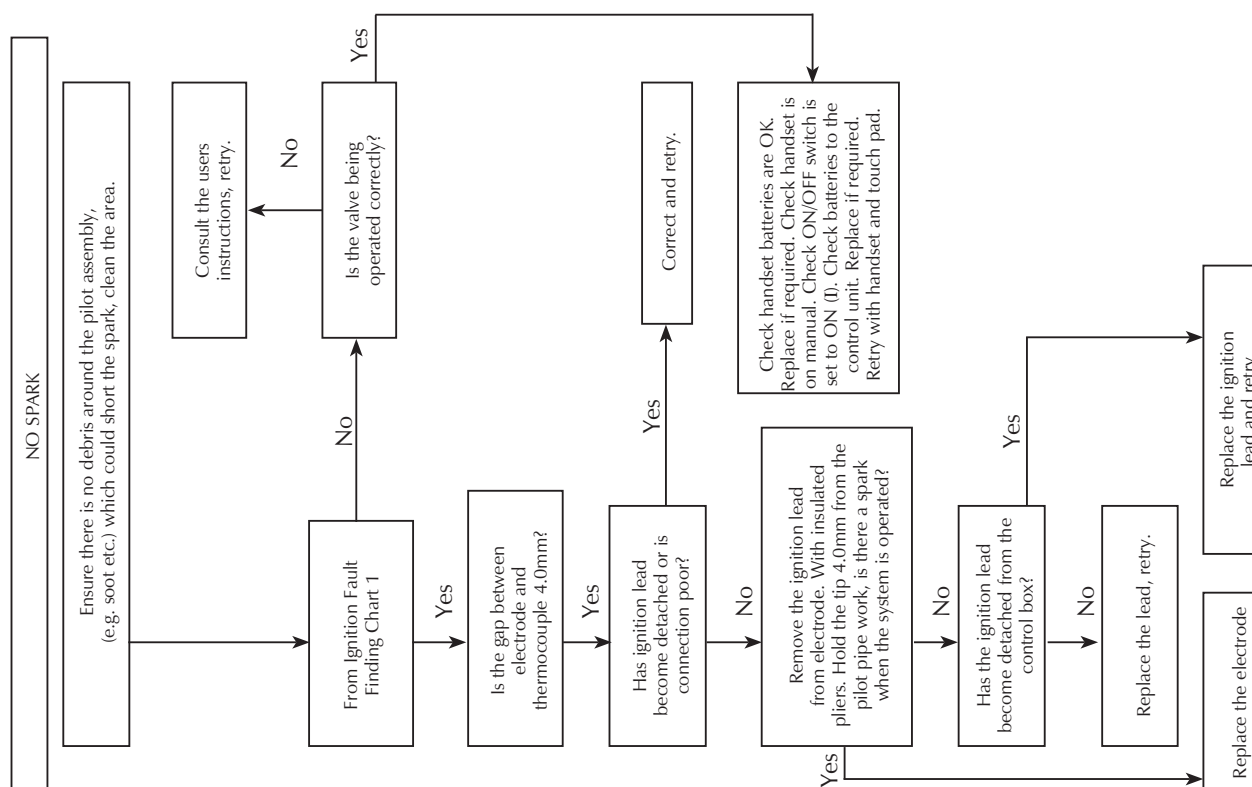 NO SPARK
Ensure there is no debris around the pilot assembly,
(e.g. soot etc.) which could short the spark, clean the area.
From Ignition Fault
Finding Chart 1
No
Is the valve being
operated correctly?
No
Consult the users
instructions, retry.
Yes
Check handset batteries are OK.
Replace if required. Check handset is
on manual. Check ON/OFF switch is
set to ON (I). Check batteries to the
control unit. Replace if required.
Retry with handset and touch pad.
Yes
Is the gap between
electrode and
thermocouple 4.0mm?
Yes
Has ignition lead
become detached or is
connection poor?
Yes
Correct and retry.
No
Remove the ignition lead
from electrode. With insulated
pliers. Hold the tip 4.0mm from the
pilot pipe work, is there a spark
when the system is operated?
Yes
Replace the electrode
No
Has the ignition lead
become detached from the
control box?
Yes
Replace the ignition
lead and retry
No
Replace the lead, retry.